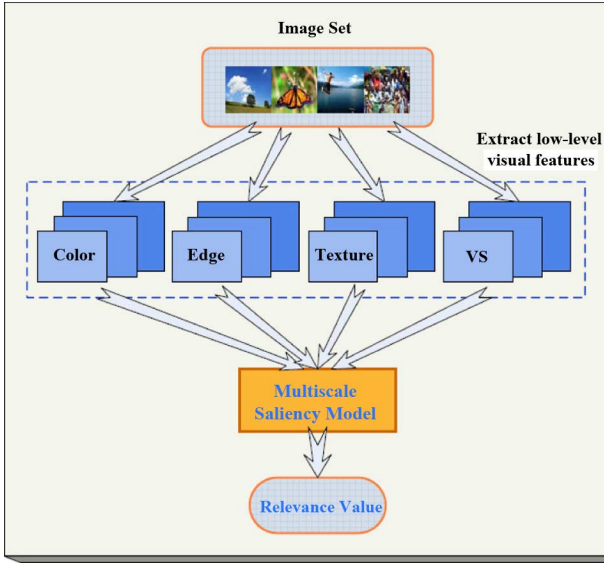 Image Set
Extract low-level
visual features
Color
Edge
Texture
VS
Multiscale
Saliency Model
Relevance Value